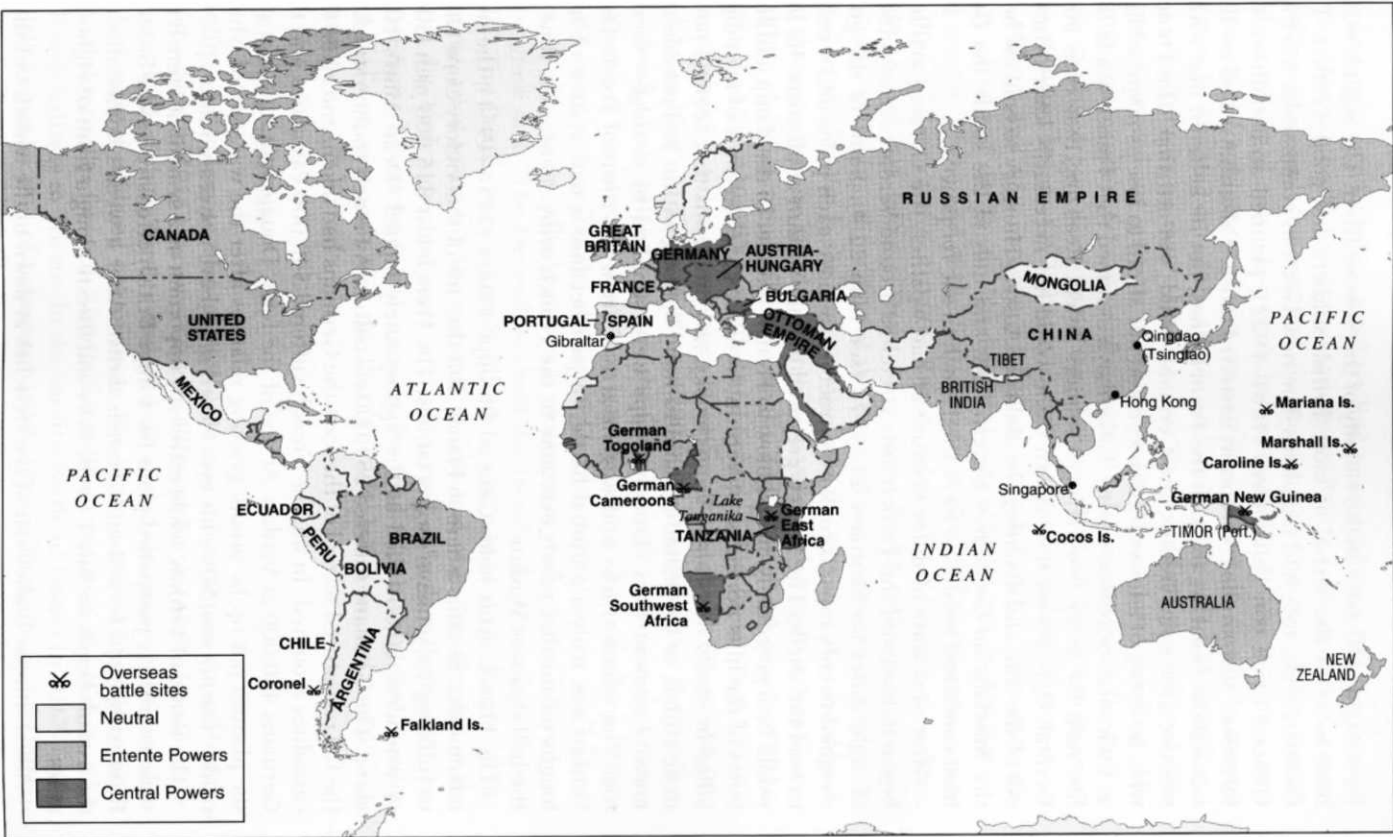 CANADA
UNITED
STATES
MEXICO
ATLANTIC
OCEAN
PACIFIC
OCEAN
ECUADOR
PERU
BRAZIL
BOLIVIA
CHILE
ARGENTINA
Coronel
Falkland Is.
GREAT
BRITAIN
GERMANY
AUSTRIA-
HUNGARY
FRANCE
BULGARIA
PORTUGAL
SPAIN
Gibraltar
OTTOMAN
EMPIRE
RUSSIAN EMPIRE
MONGOLIA
CHINA
TIBET
BRITISH
INDIA
Qingdao
(Tsingtao)
Hong Kong
PACIFIC
OCEAN
Mariana Is.
Marshall Is.
Caroline Is.
Singapore
German New Guinea
TIMOR (Port.)
Cocos Is.
German
Togoland
German
Cameroons
Lake
Tanganika
TANZANIA
German
East
Africa
German
Southwest
Africa
INDIAN
OCEAN
AUSTRALIA
NEW
ZEALAND
Overseas
battle sites
Neutral
Entente Powers
Central Powers